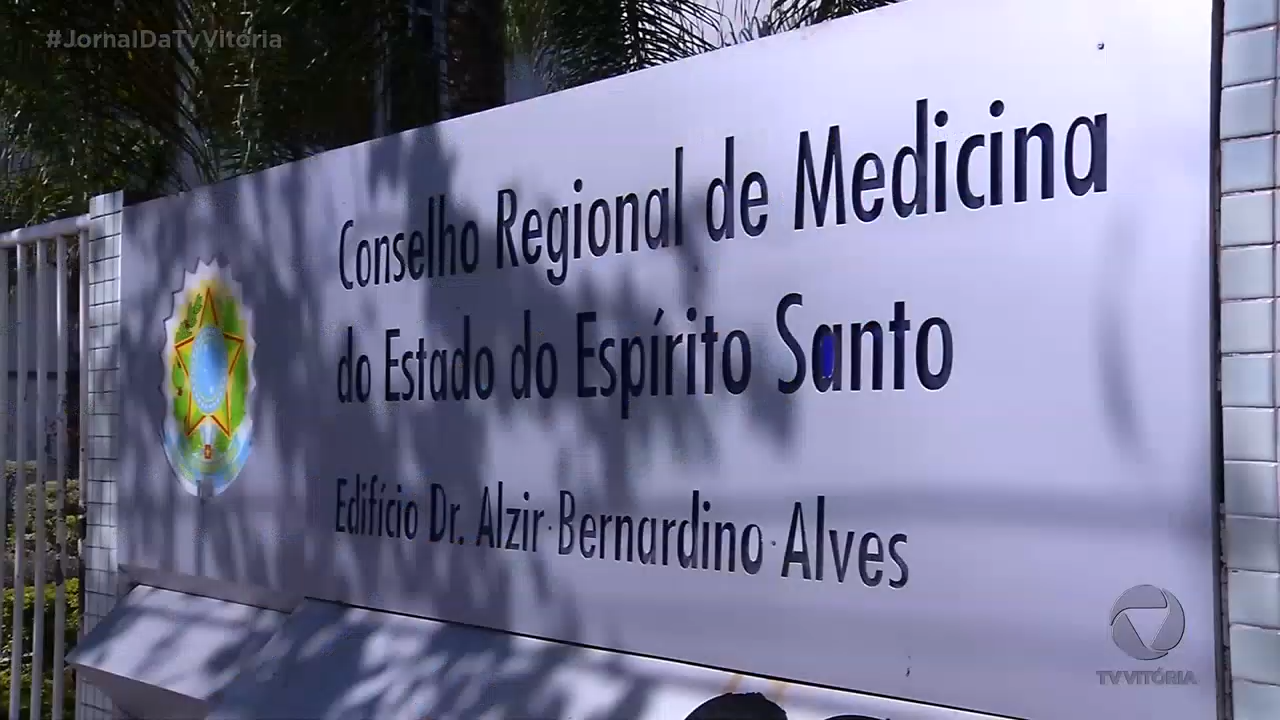 #JornalDaTvVitória
Conselho Regional de Medicina
do Estado do Espírito Santo
Edifício Dr. Alzir Bernardino Alves
TV VITÓRIA